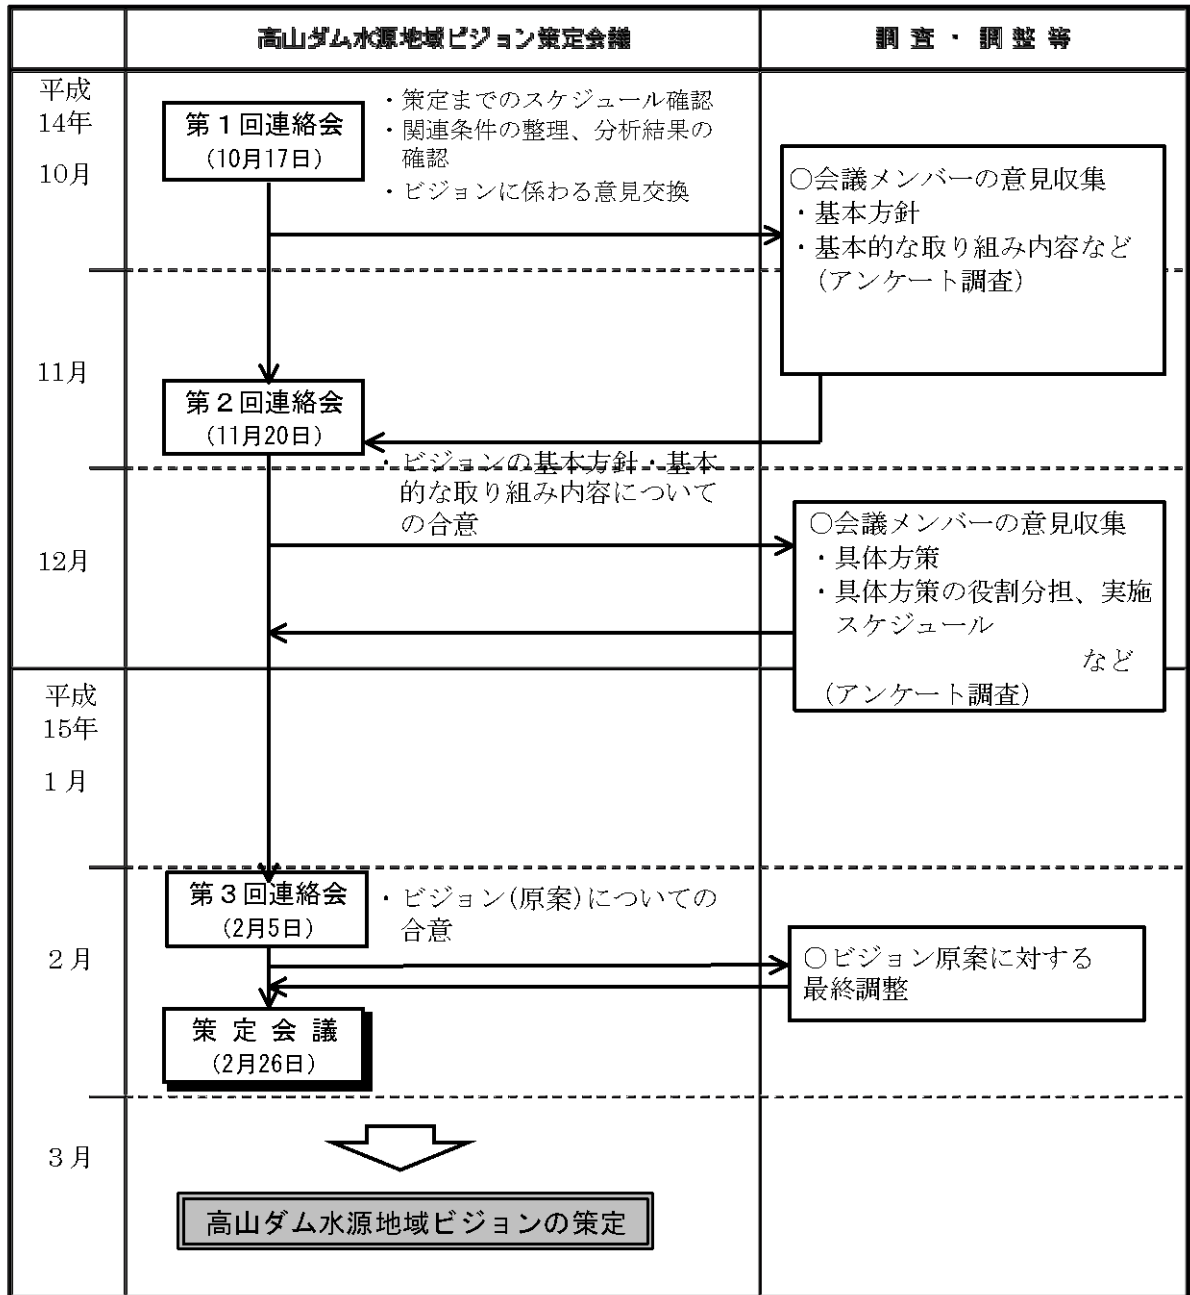 高山ダム水源地域ビジョン策定会議
調査・調整等
平成
14年
10月
第１回連絡会
(10月17日)
・策定までのスケジュール確認
・関連条件の整理、分析結果の
確認
・ビジョンに係わる意見交換
○会議メンバーの意見収集
・基本方針
・基本的な取り組み内容など
(アンケート調査)
11月
第２回連絡会
(11月20日)
・ビジョンの基本方針・基本
的な取り組み内容について
の合意
12月
○会議メンバーの意見収集
・具体方策
・具体方策の役割分担、実施
スケジュール
など
(アンケート調査)
平成
15年
１月
第３回連絡会
(2月5日)
・ビジョン(原案)についての
合意
２月
○ビジョン原案に対する
最終調整
策定会議
(2月26日)
３月
高山ダム水源地域ビジョンの策定